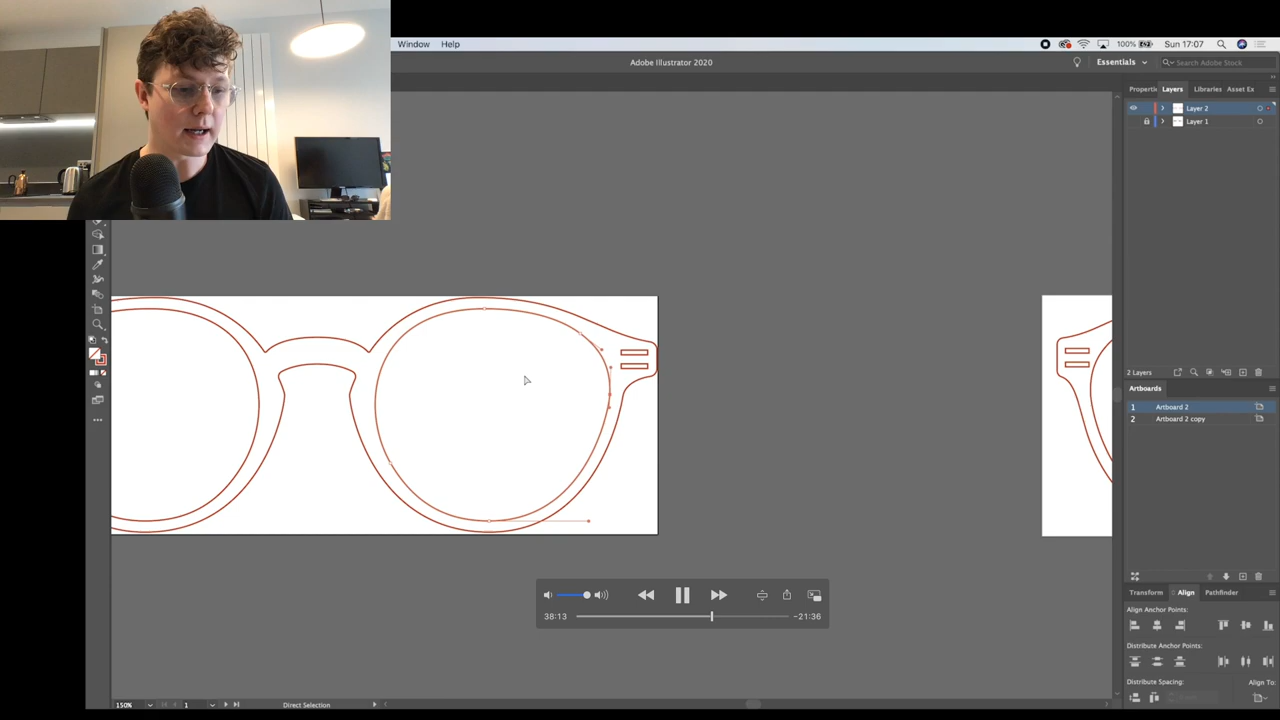 Window Help
100%
Sun 17:07
Adobe Illustrator 2020
Essentials
Search Adobe Stock
Properti
Layers
Libraries
Asset Ex
Layer 2
Layer 1
2 Layers
Artboards
1 Artboard 2
2 Artboard 2 copy
38:13
-21:36
Transform
Align
Pathfinder
Align Anchor Points:
Distribute Anchor Points:
Distribute Spacing:
Align To:
150%
1
Direct Selection